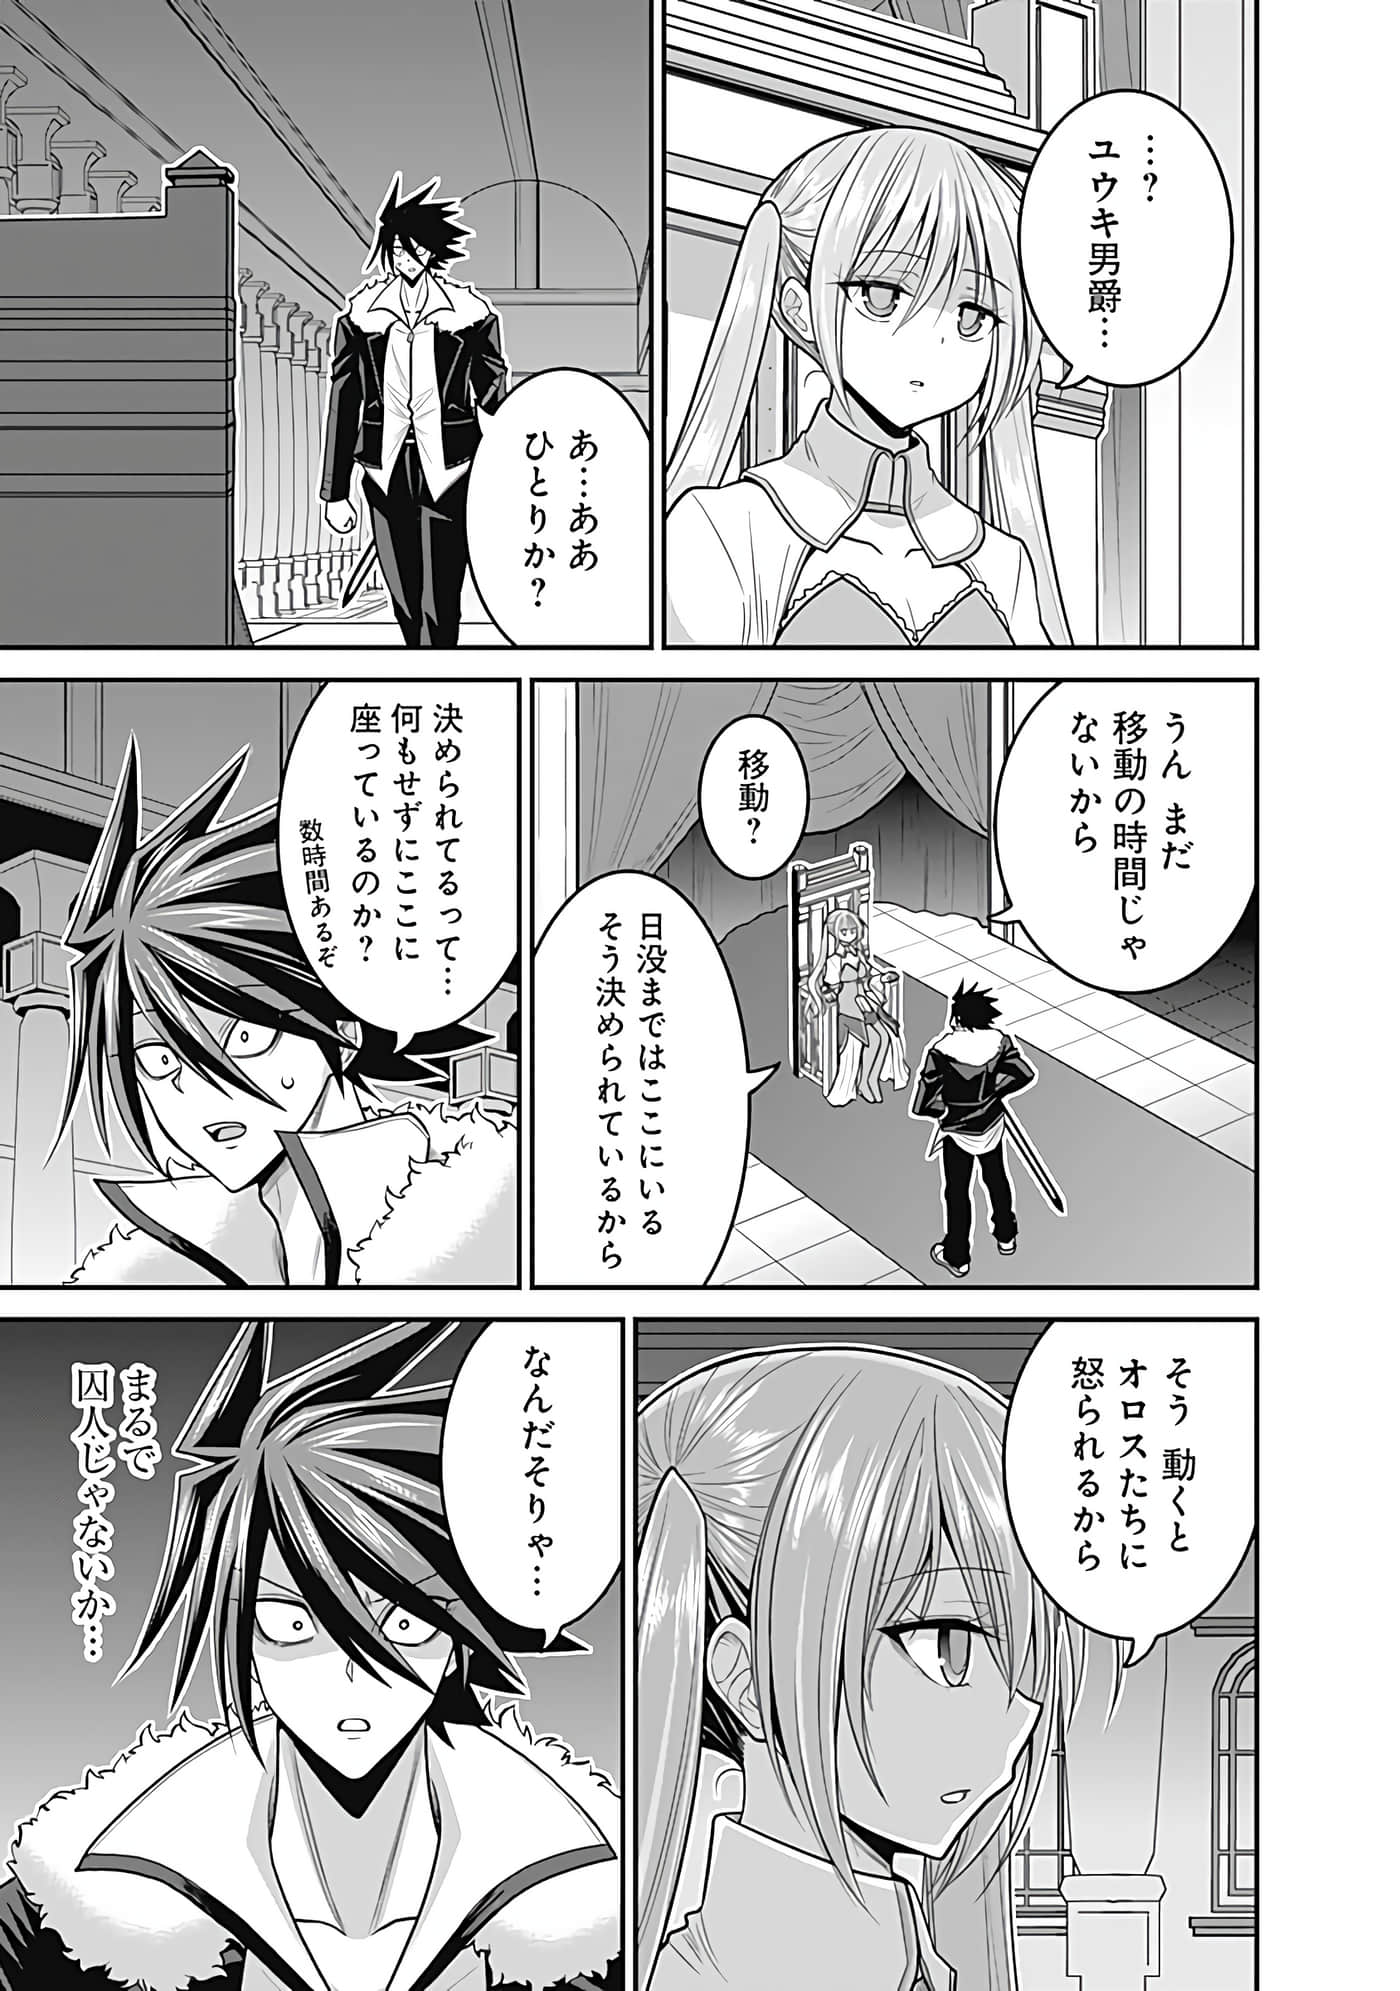 …?
ユウキ男爵…
あ…ああ
ひとりか？
うん まだ
移動の時間じゃ
ないから
移動？
日没まではここにいる
そう決められているから
決められてるって…
何もせずにここに
座っているのか？
数時間あるぞ
そう 動くと
オロスたちに
怒られるから
なんだそりゃ…
まるで
囚人じゃないか…